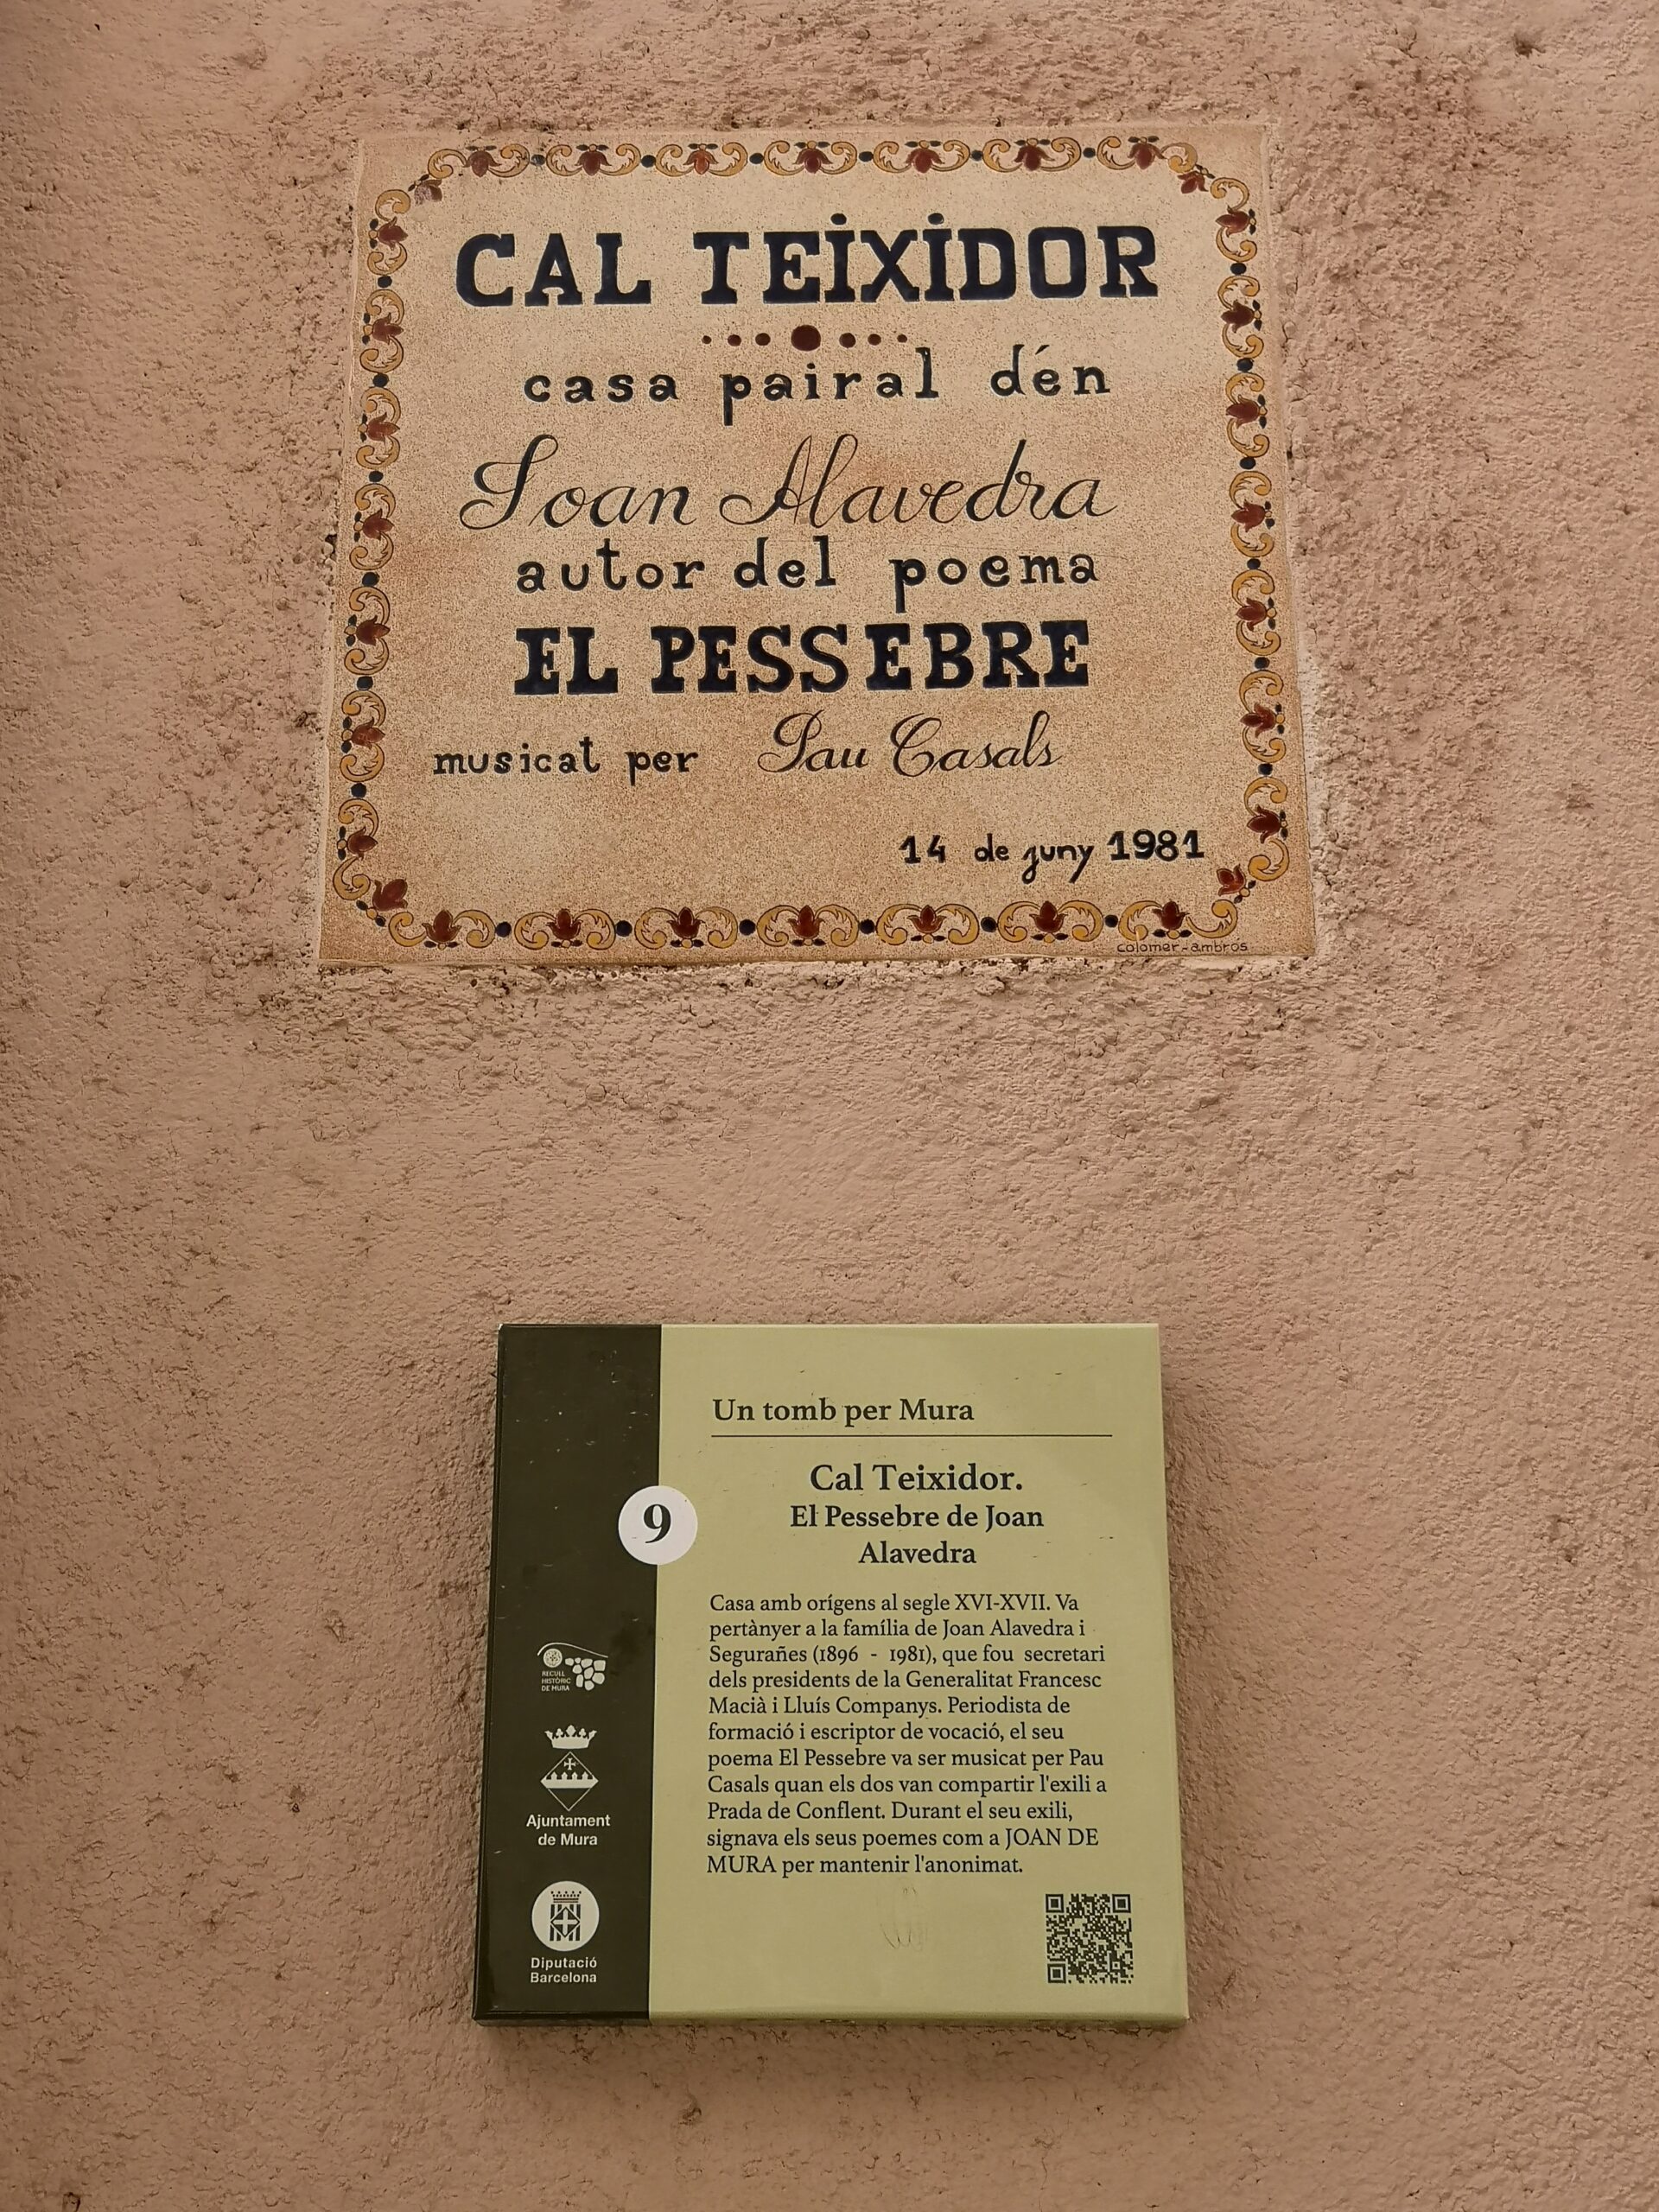 CAL TEIXIDOR
casa pairal d'én
Joan Alavedra
autor del poema
EL PESSEBRE
musicat per Pau Casals
14 de juny 1981
colomer-ambros
Un tomb per Mura
Cal Teixidor.
El Pessebre de Joan
Alavedra
9
Casa amb orígens al segle XVI-XVII. Va
pertànyer a la família de Joan Alavedra i
Segurañes (1896 - 1981), que fou secretari
dels presidents de la Generalitat Francesc
Macià i Lluís Companys. Periodista de
formació i escriptor de vocació, el seu
poema El Pessebre va ser musicat per Pau
Casals quan els dos van compartir l'exili a
Prada de Conflent. Durant el seu exili,
signava els seus poemes com a JOAN DE
MURA per mantenir l'anonimat.
RECULL
HISTÒRIC
DE MURA
Ajuntament
de Mura
Diputació
Barcelona